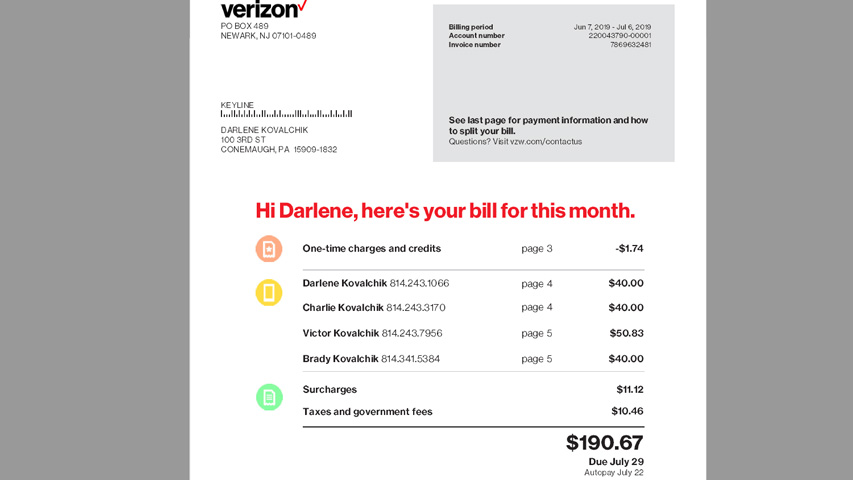 verizon
PO BOX 489
NEWARK, NJ 07101-0489
Billing period Jun 7, 2019 - Jul 6, 2019
Account number 220043790-00001
Invoice number 7869632481
KEYLINE
DARLENE KOVALCHIK
100 3RD ST
CONEMAUGH, PA 15909-1832
See last page for payment information and how
to split your bill.
Questions? Visit vzw.com/contactus
Hi Darlene, here's your bill for this month.
One-time charges and credits page 3 -$1.74
Darlene Kovalchik 814.243.1066 page 4 $40.00
Charlie Kovalchik 814.243.3170 page 4 $40.00
Victor Kovalchik 814.243.7956 page 5 $50.83
Brady Kovalchik 814.341.5384 page 5 $40.00
Surcharges $11.12
Taxes and government fees $10.46
$190.67
Due July 29
Autopay July 22